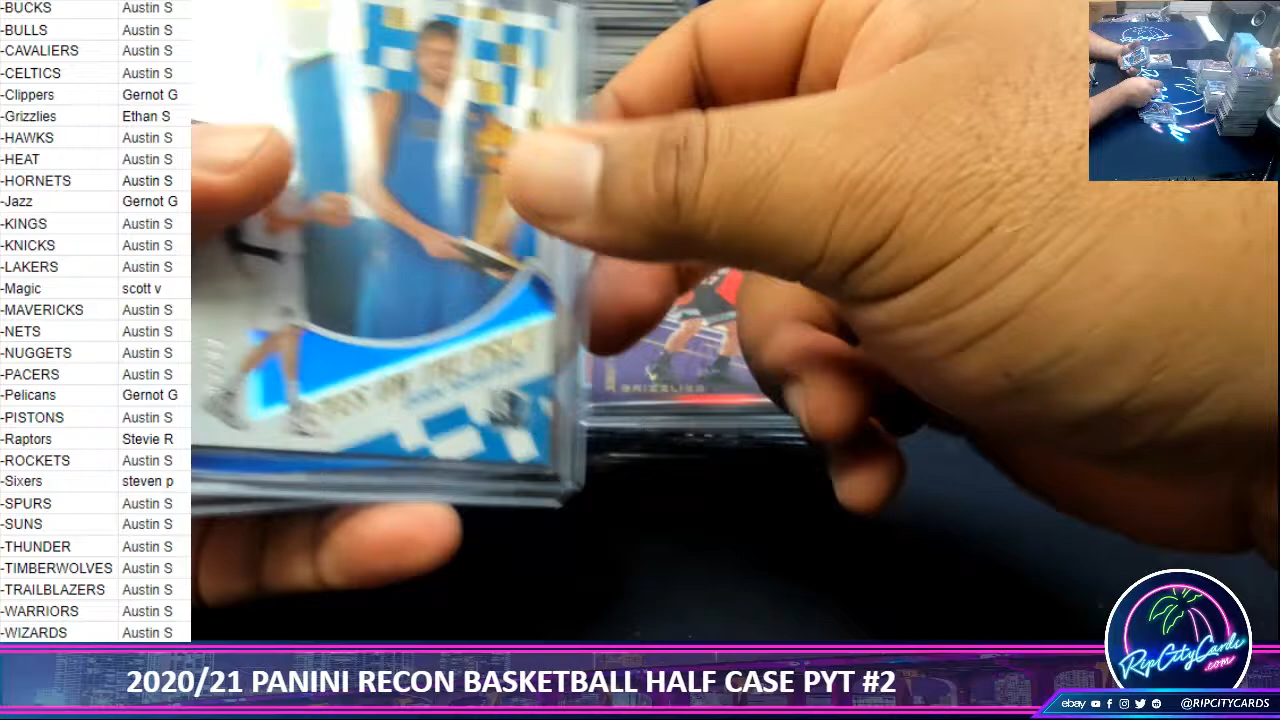 -BUCKS Austin S
-BULLS Austin S
-CAVALIERS Austin S
-CELTICS Austin S
-Clippers Gernot G
-Grizzlies Ethan S
-HAWKS Austin S
-HEAT Austin S
-HORNETS Austin S
-Jazz Gernot G
-KINGS Austin S
-KNICKS Austin S
-LAKERS Austin S
-Magic scott v
-MAVERICKS Austin S
-NETS Austin S
-NUGGETS Austin S
-PACERS Austin S
-Pelicans Gernot G
-PISTONS Austin S
-Raptors Stevie R
-ROCKETS Austin S
-Sixers steven p
-SPURS Austin S
-SUNS Austin S
-THUNDER Austin S
-TIMBERWOLVES Austin S
-TRAILBLAZERS Austin S
-WARRIORS Austin S
-WIZARDS Austin S
GRIZZLIES
2020/21 PANINI RECON BASKETBALL HALF CASE PYT #2
RipCityCards
.com
ebay @RIPCITYCARDS